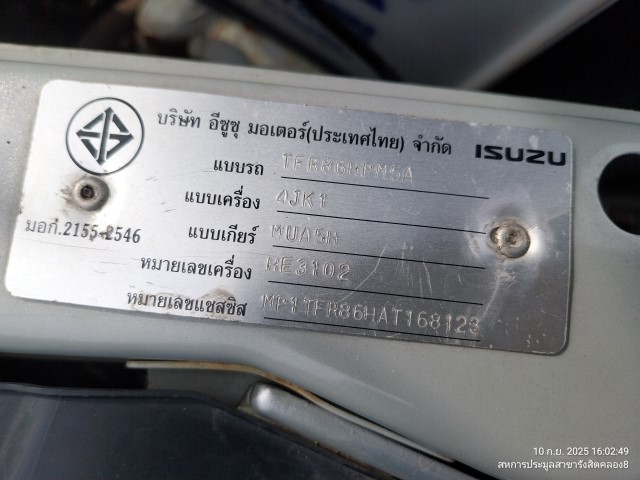 บริษัท อีซูซุ มอเตอร์(ประเทศไทย) จำกัด ISUZU
แบบรถ
แบบเครื่อง 4JK1
มอก.2155-2546 แบบเกียร์ MUA5H
หมายเลขเครื่อง RE3102
หมายเลขแชสซิส MP1TFR86HAT168123
10 ก.ย. 2025 16:02:49
สหการประมูลสาขารังสิตคลอง8